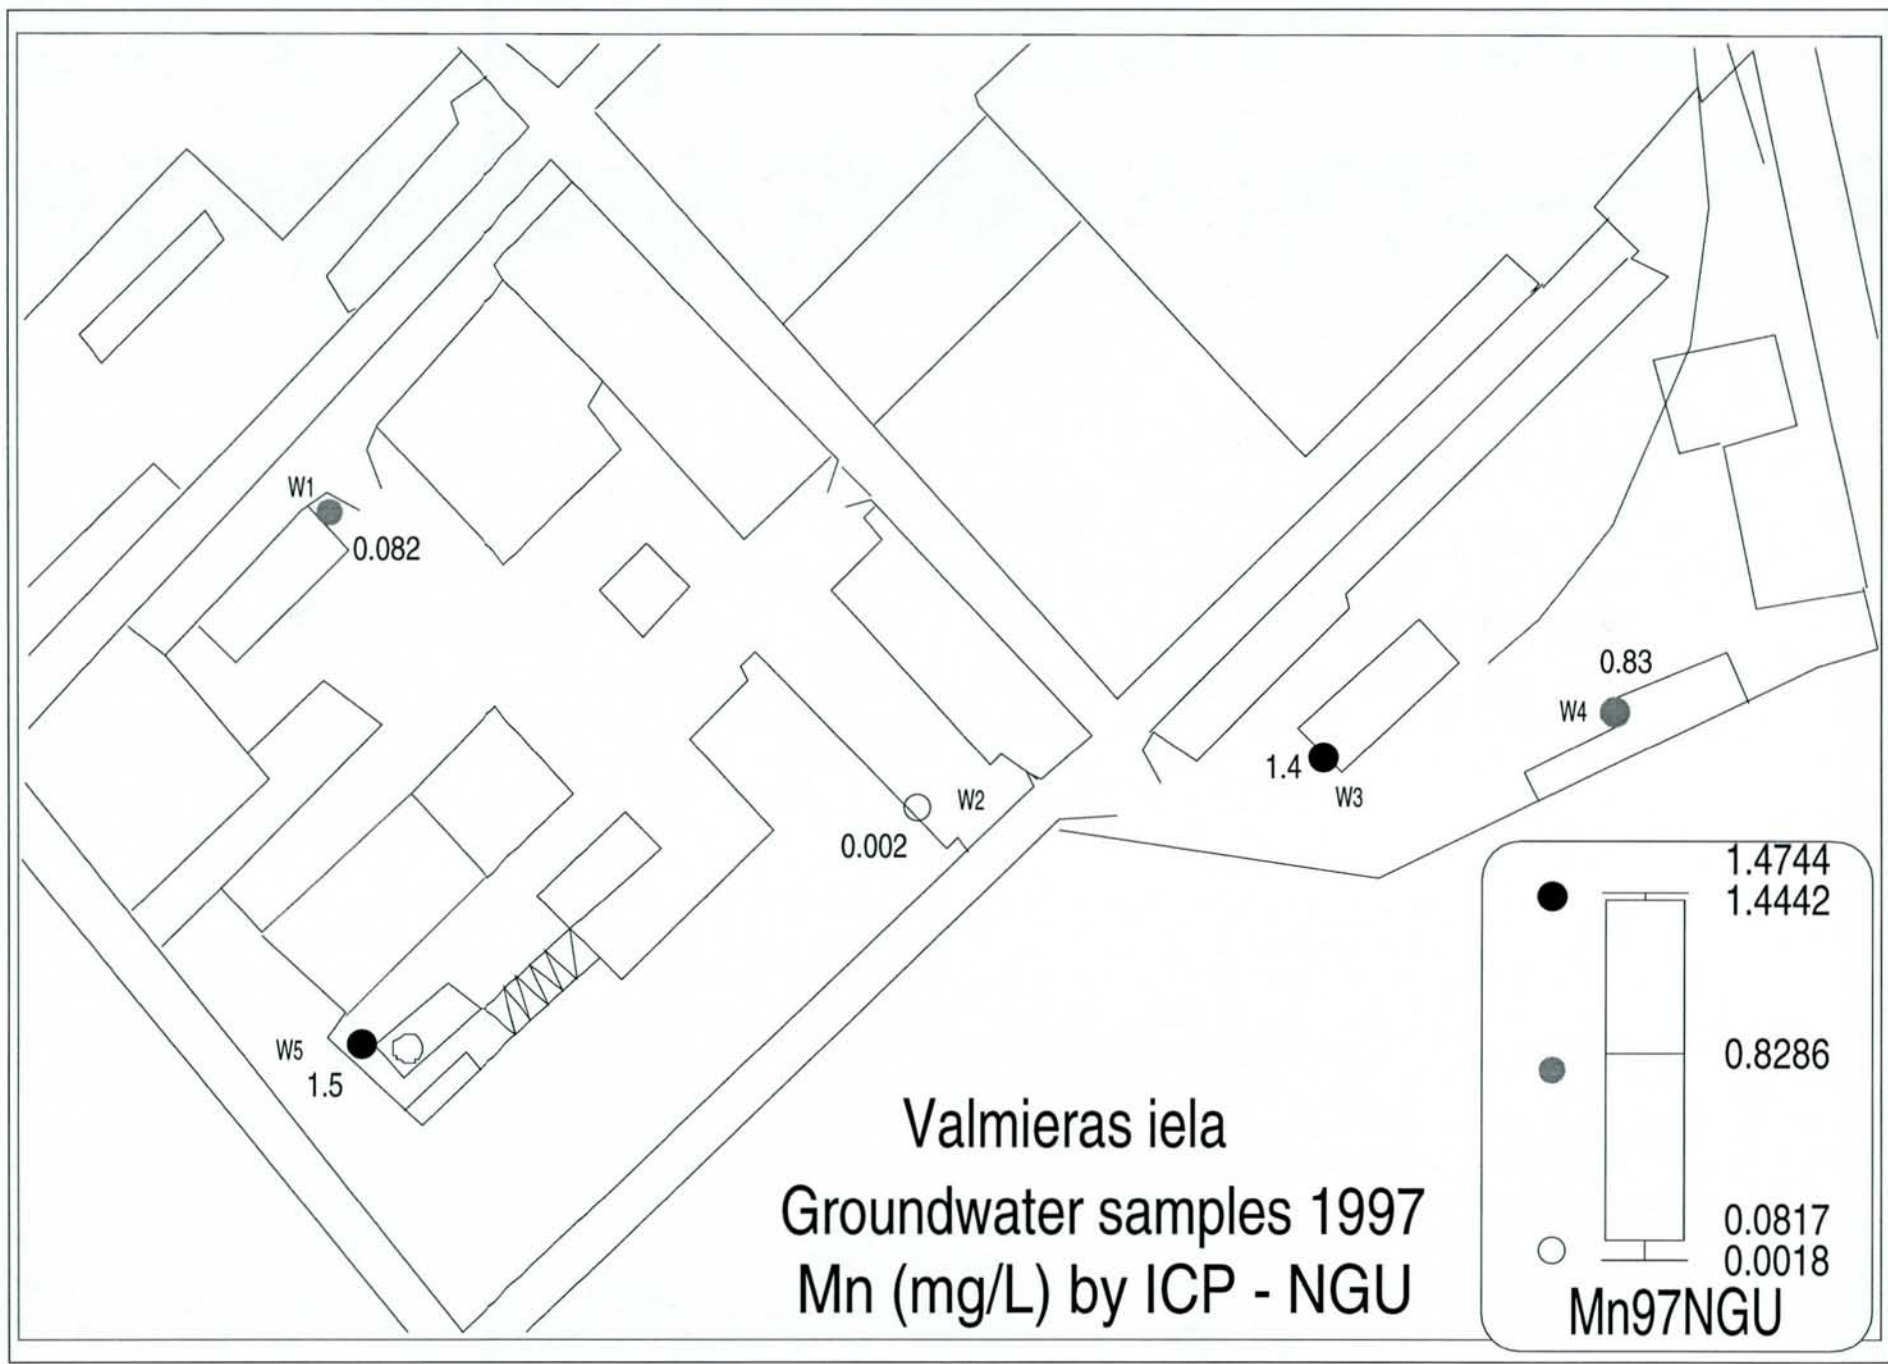 W1
0.082
0.83
W4
1.4
W3
W2
0.002
W5
1.5
Valmieras iela
Groundwater samples 1997
Mn (mg/L) by ICP - NGU
1.4744
1.4442
0.8286
0.0817
0.0018
Mn97NGU